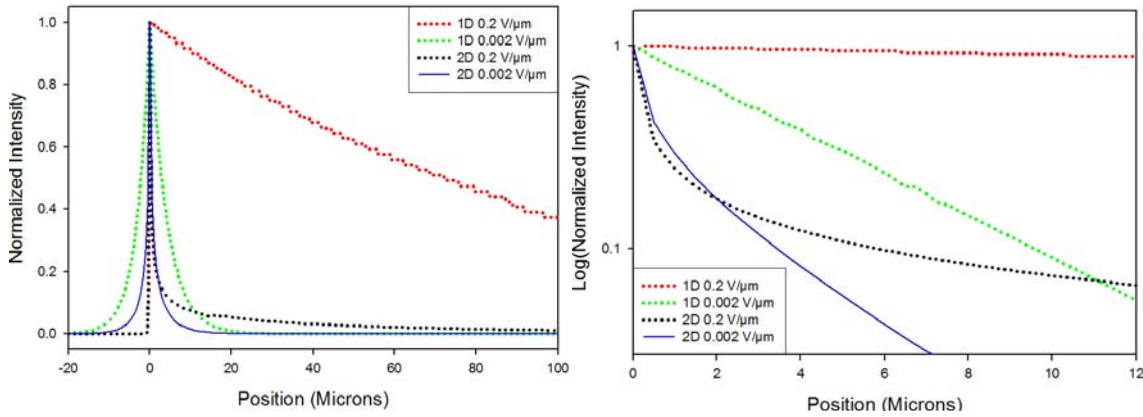 1.0
0.8
0.6
0.4
0.2
0.0
Normalized Intensity
-20 0 20 40 60 80 100
Position (Microns)
1D 0.2 V/µm
1D 0.002 V/µm
2D 0.2 V/µm
2D 0.002 V/µm
1
0.1
Log(Normalized Intensity)
0 2 4 6 8 10 12
Position (Microns)
1D 0.2 V/µm
1D 0.002 V/µm
2D 0.2 V/µm
2D 0.002 V/µm